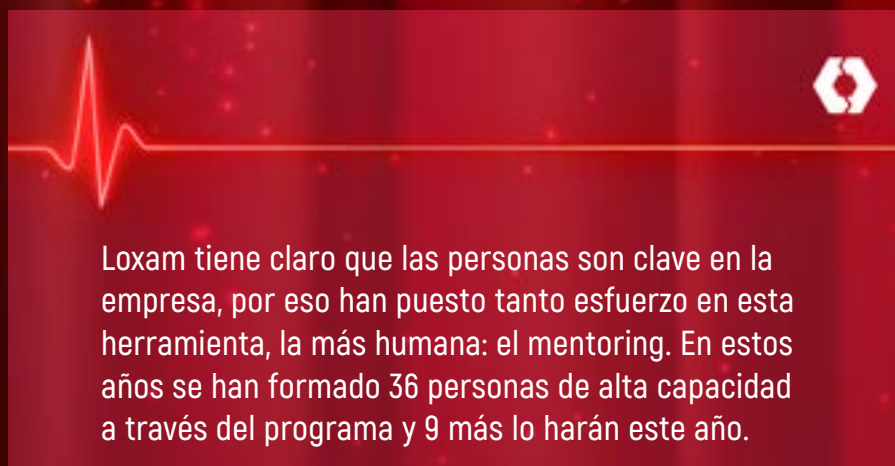 Loxam tiene claro que las personas son clave en la
empresa, por eso han puesto tanto esfuerzo en esta
herramienta, la más humana: el mentoring. En estos
años se han formado 36 personas de alta capacidad
a través del programa y 9 más lo harán este año.